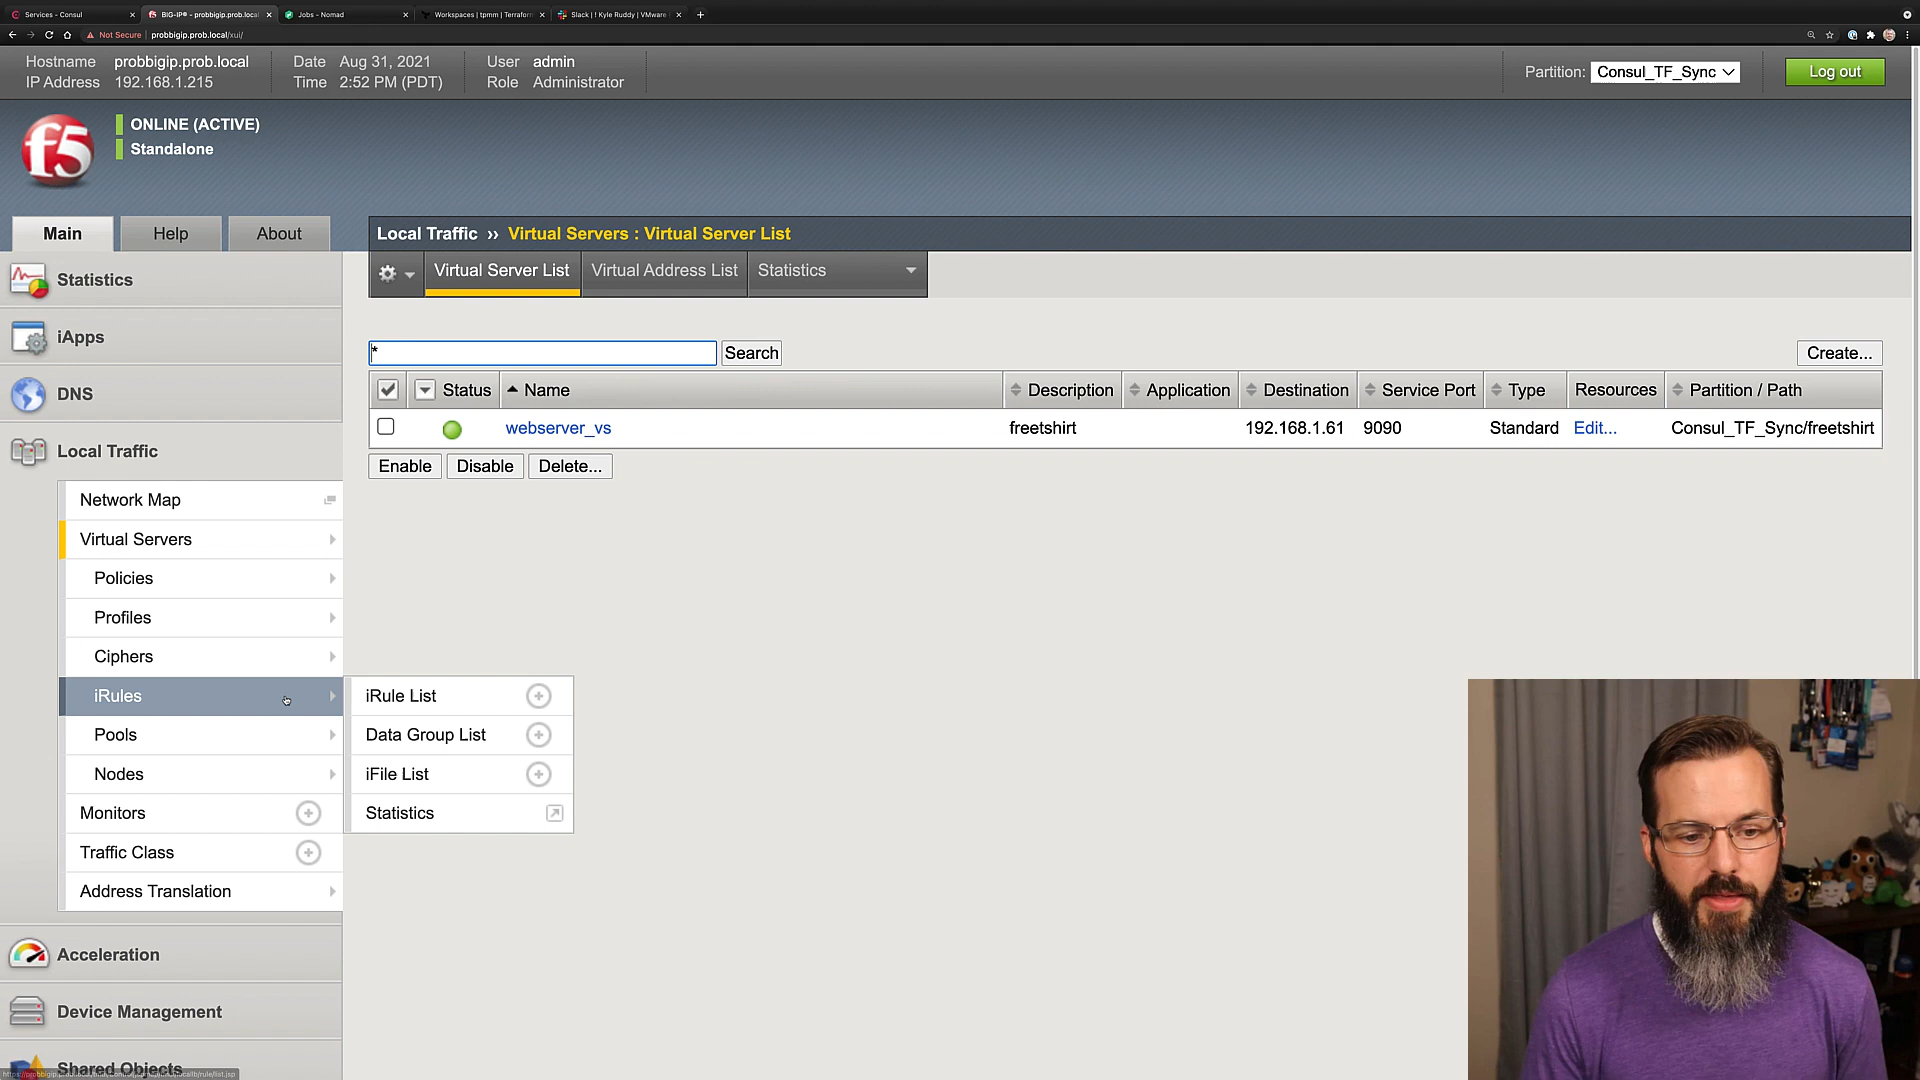 Services - Consul
BIG-IP® - probbigip.prob.local
Jobs - Nomad
Workspaces | tpmm | Terraform
Slack | ! Kyle Ruddy | VMware
Not Secure | probbigip.prob.local/xui/
Hostname probbigip.prob.local
IP Address 192.168.1.215
Date Aug 31, 2021
Time 2:52 PM (PDT)
User admin
Role Administrator
Partition: Consul_TF_Sync
Log out
f5
ONLINE (ACTIVE)
Standalone
Main
Help
About
Local Traffic ›› Virtual Servers : Virtual Server List
Virtual Server List
Virtual Address List
Statistics
Statistics
iApps
DNS
Local Traffic
Network Map
Virtual Servers
Policies
Profiles
Ciphers
iRules
Pools
Nodes
Monitors
Traffic Class
Address Translation
Acceleration
Device Management
Shared Objects
iRule List
Data Group List
iFile List
Statistics
*
Search
Create...
Status Name Description Application Destination Service Port Type Resources Partition / Path
webserver_vs freetshirt 192.168.1.61 9090 Standard Edit... Consul_TF_Sync/freetshirt
Enable
Disable
Delete...